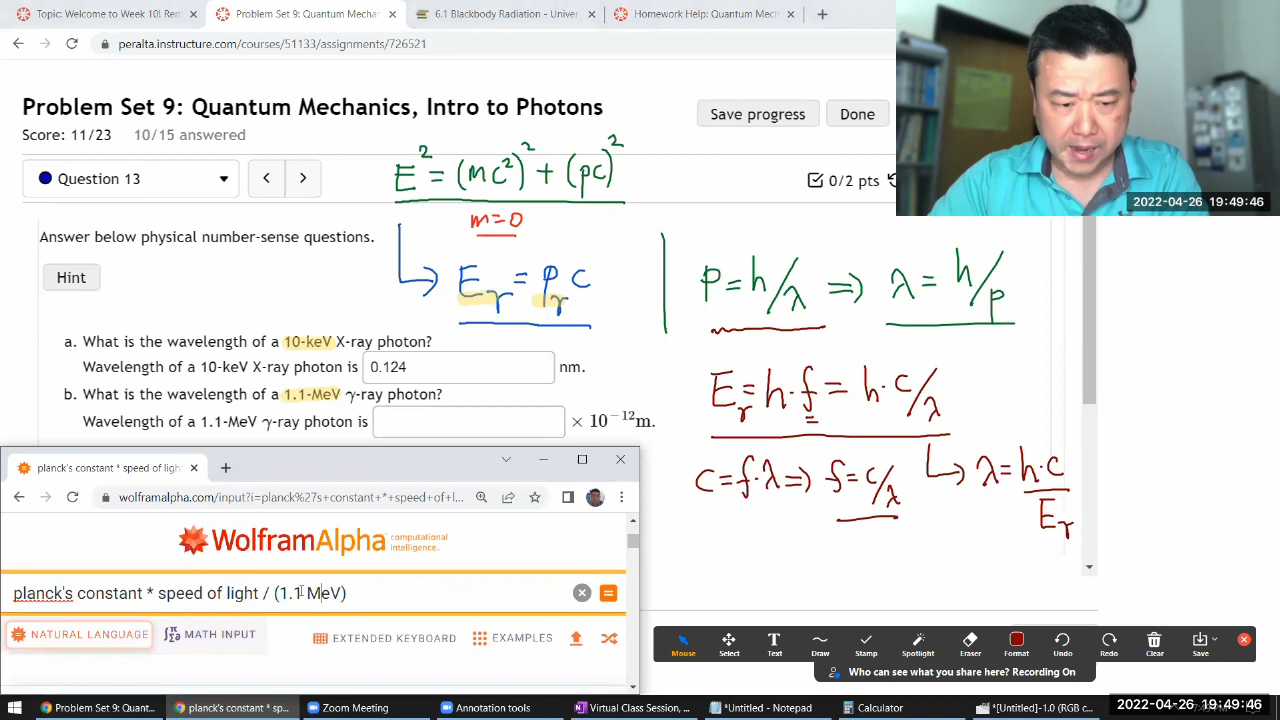 Topic: Welcome to Week 10! Rem
Problem Set 9: Quantum Mechani
6.1 Blackbody Radiation - Univer
Homework Help: Quantum Mech
peralta.instructure.com/courses/51133/assignments/726521
Problem Set 9: Quantum Mechanics, Intro to Photons
Score: 11/23 10/15 answered
Save progress
Done
Question 13
0/2 pts
2022-04-26 19:49:46
E² = (mc²)² + (pc)²
m=0
Eγ = pγ c
p = h/λ ⇒ λ = h/p
Eγ = h·f = h·c/λ
c = f·λ ⇒ f = c/λ
λ = h·c/Eγ
Answer below physical number-sense questions.
Hint
a. What is the wavelength of a 10-keV X-ray photon?
Wavelength of a 10-keV X-ray photon is 0.124 nm.
b. What is the wavelength of a 1.1-MeV γ-ray photon?
Wavelength of a 1.1-MeV γ-ray photon is × 10⁻¹²m.
planck's constant * speed of ligh
wolframalpha.com/input?i=planck%27s+constant+*+speed+of+l...
WolframAlpha computational intelligence.
planck's constant * speed of light / (1.1 MeV)
NATURAL LANGUAGE
MATH INPUT
EXTENDED KEYBOARD
EXAMPLES
Mouse
Select
Text
Draw
Stamp
Spotlight
Eraser
Format
Undo
Redo
Clear
Save
Who can see what you share here? Recording On
Problem Set 9: Quant...
planck's constant * sp...
Zoom Meeting
Annotation tools
Virtual Class Session, ...
*Untitled - Notepad
Calculator
*[Untitled]-1.0 (RGB c...
2022-04-26 19:49:46